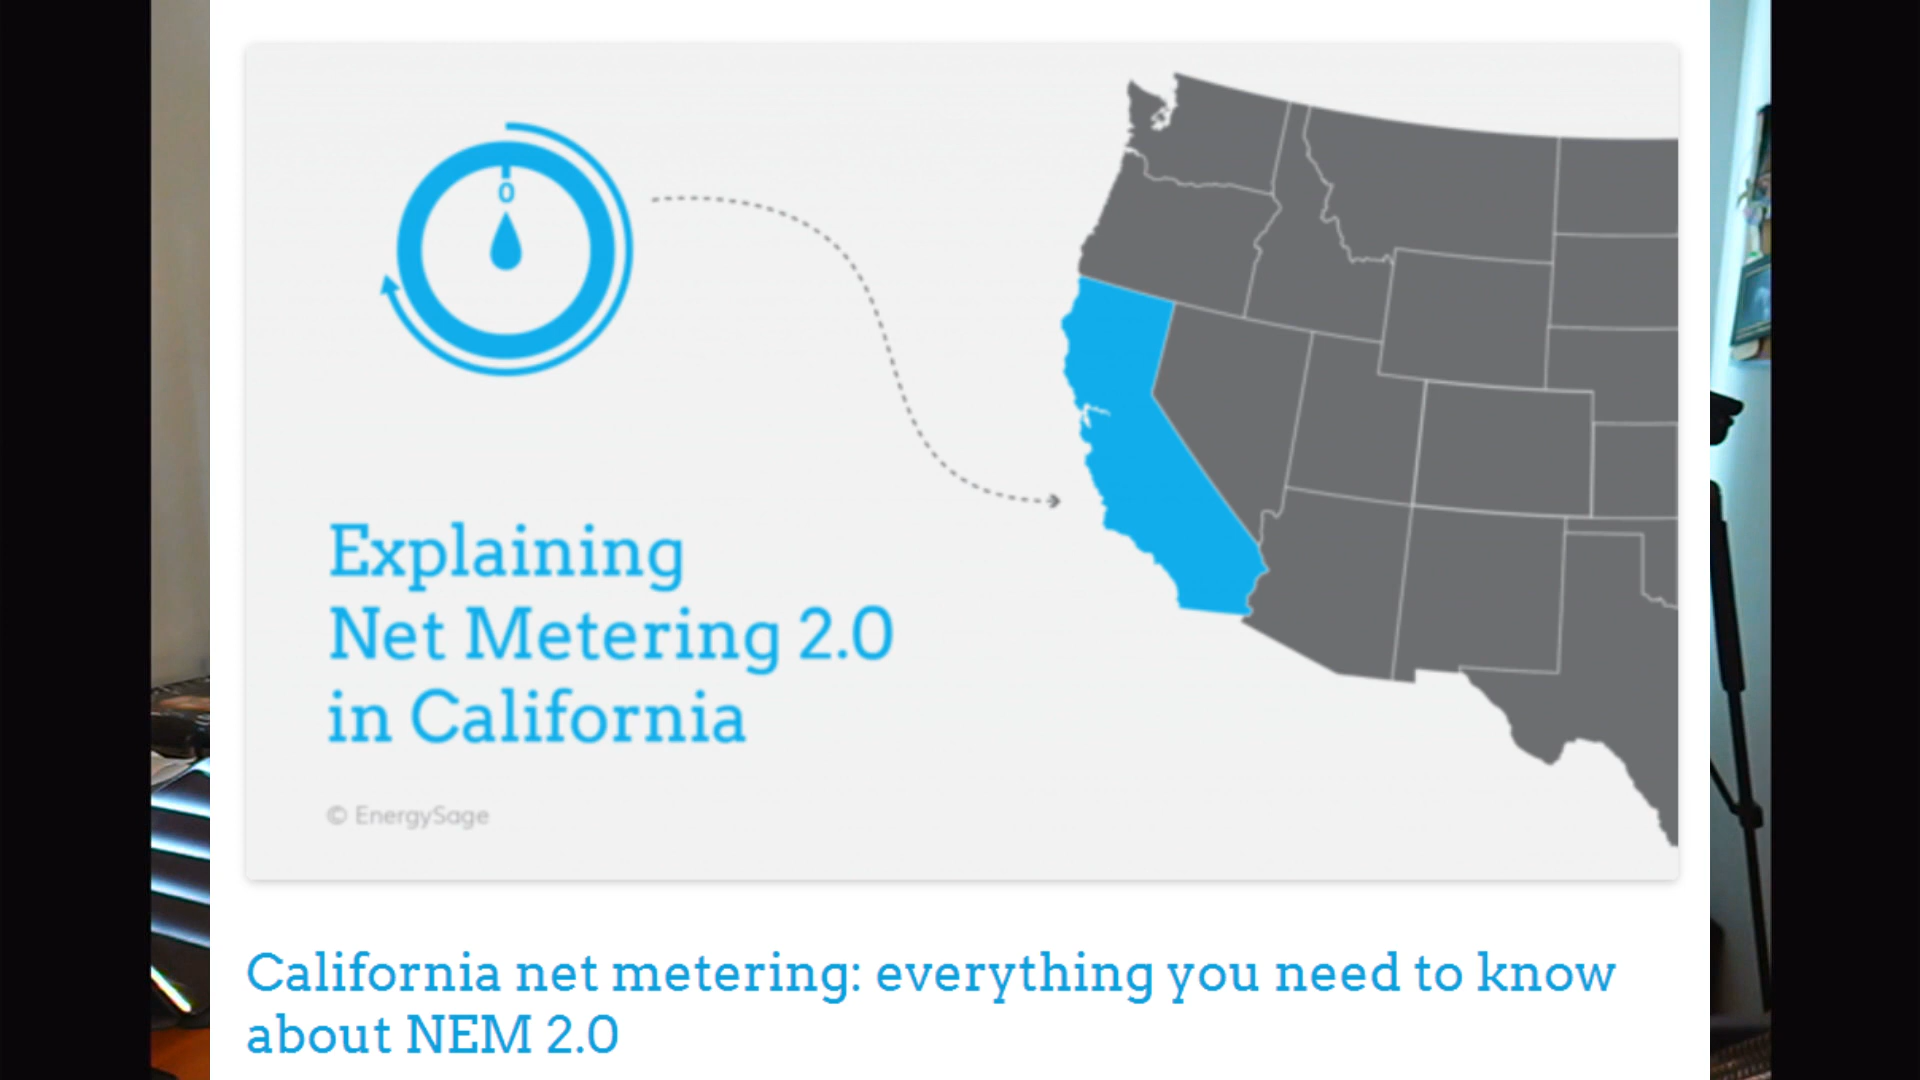 0
Explaining
Net Metering 2.0
in California
© EnergySage
California net metering: everything you need to know
about NEM 2.0